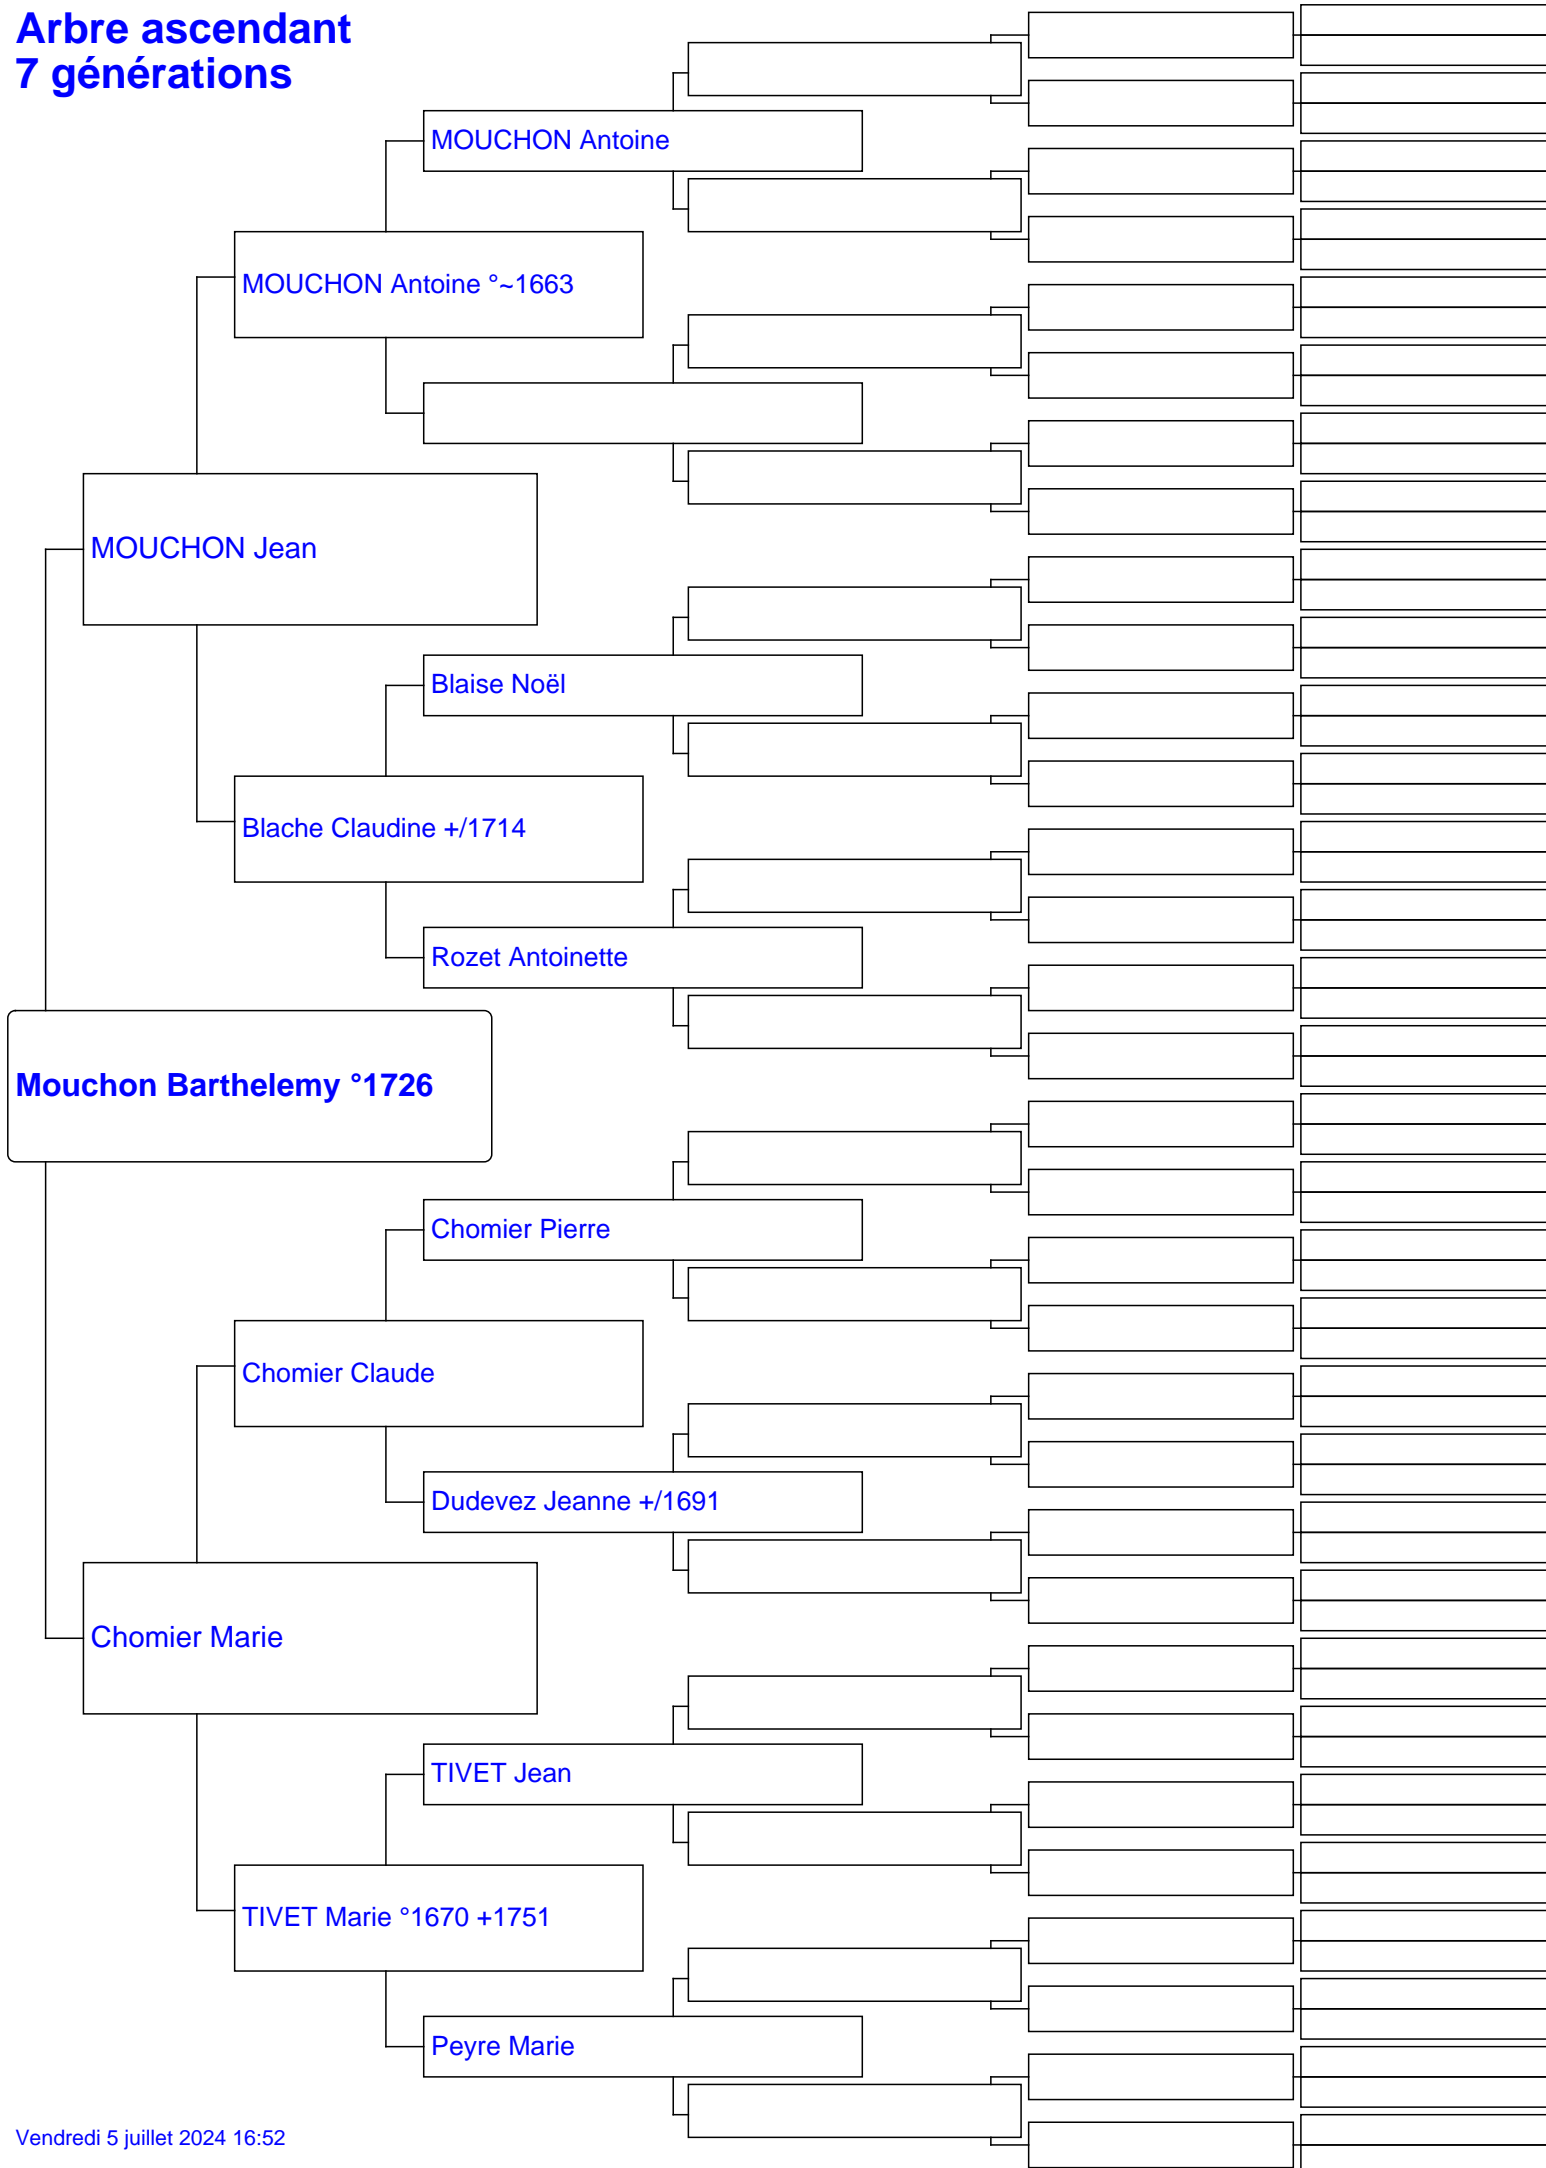 Arbre ascendant
7 générations
MOUCHON Antoine
MOUCHON Antoine °~1663
MOUCHON Jean
Blaise Noël
Blache Claudine +/1714
Rozet Antoinette
Mouchon Barthelemy °1726
Chomier Pierre
Chomier Claude
Dudevez Jeanne +/1691
Chomier Marie
TIVET Jean
TIVET Marie °1670 +1751
Peyre Marie
Vendredi 5 juillet 2024 16:52